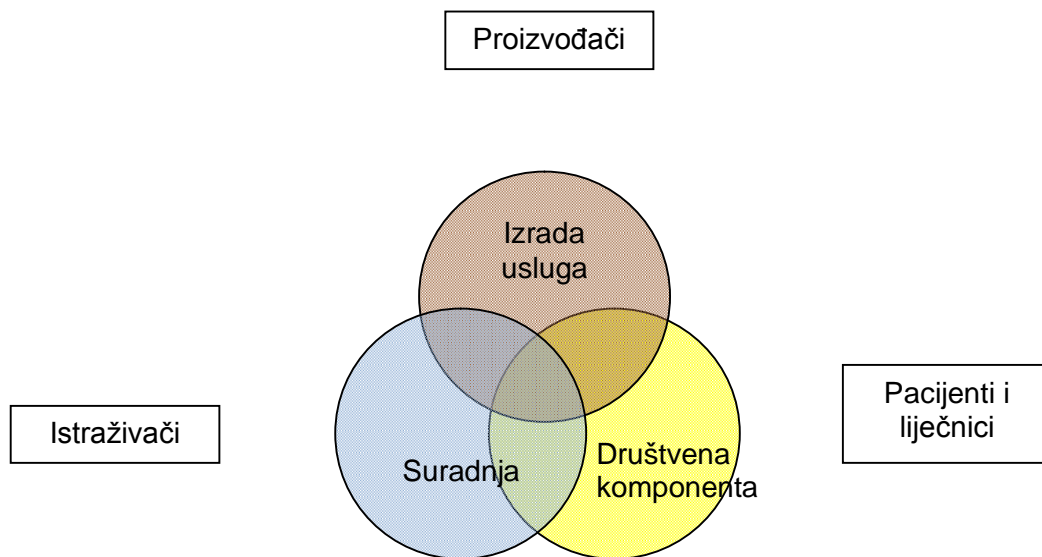 Proizvođači
Izrada
usluga
Istraživači
Suradnja
Društvena
komponenta
Pacijenti i
liječnici